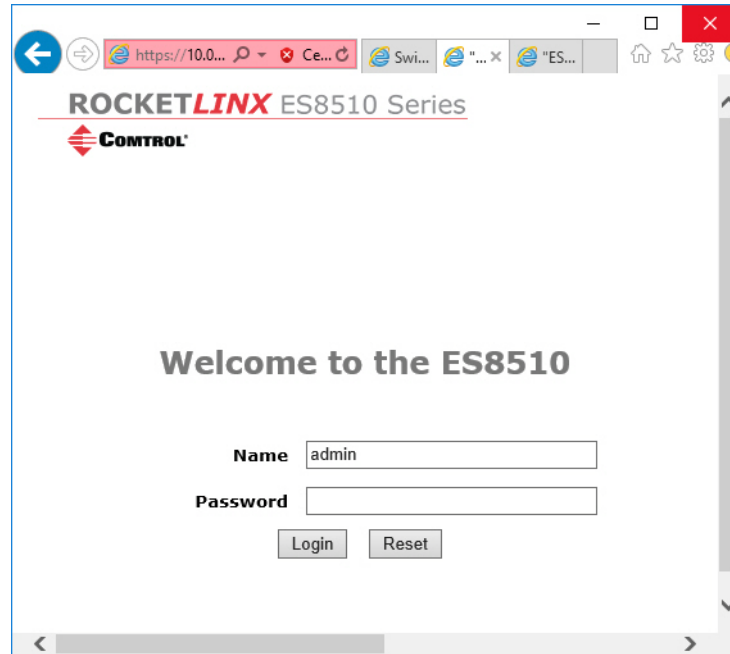 https://10.0... Ce... Swi... "... "ES...
ROCKETLINX ES8510 Series
COMTROL
Welcome to the ES8510
Name admin
Password
Login Reset